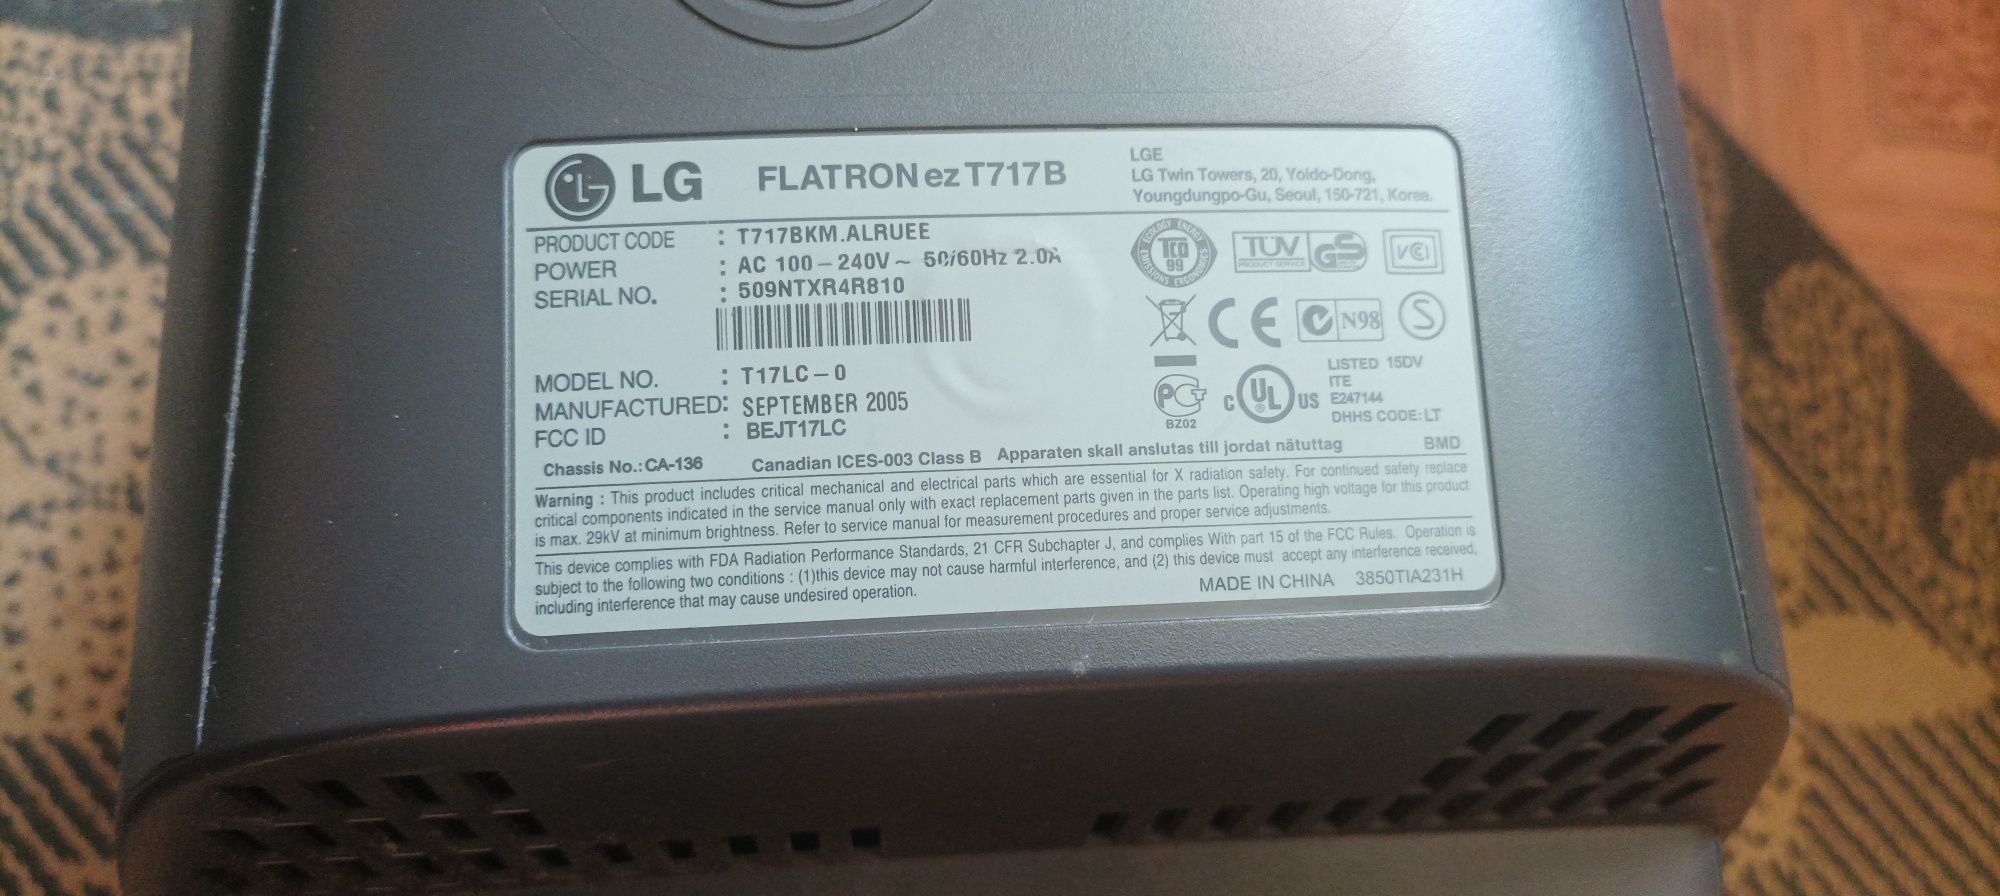 LG FLATRON ez T717B
LGE
LG Twin Towers, 20, Yoido-Dong,
Youngdungpo-Gu, Seoul, 150-721, Korea.
PRODUCT CODE : T717BKM.ALRUEE
POWER : AC 100-240V ~ 50/60Hz 2.0A
SERIAL NO. : 509NTXR4R810
MODEL NO. : T17LC-0
MANUFACTURED: SEPTEMBER 2005
FCC ID : BEJT17LC
ECOLOGY ENERGY
TCO
99
EMISSIONS ERGONOMICS
TÜV
PRODUCT SERVICE
GS
VCI
CE
N98
S
PCT
BZ02
C UL US
LISTED 15DV
ITE
E247144
DHHS CODE:LT
Chassis No.:CA-136 Canadian ICES-003 Class B Apparaten skall anslutas till jordat nätuttag BMD
Warning : This product includes critical mechanical and electrical parts which are essential for X radiation safety. For continued safety replace
critical components indicated in the service manual only with exact replacement parts given in the parts list. Operating high voltage for this product
is max. 29kV at minimum brightness. Refer to service manual for measurement procedures and proper service adjustments.
This device complies with FDA Radiation Performance Standards, 21 CFR Subchapter J, and complies With part 15 of the FCC Rules. Operation is
subject to the following two conditions : (1)this device may not cause harmful interference, and (2) this device must accept any interference received,
including interference that may cause undesired operation.
MADE IN CHINA 3850TIA231H